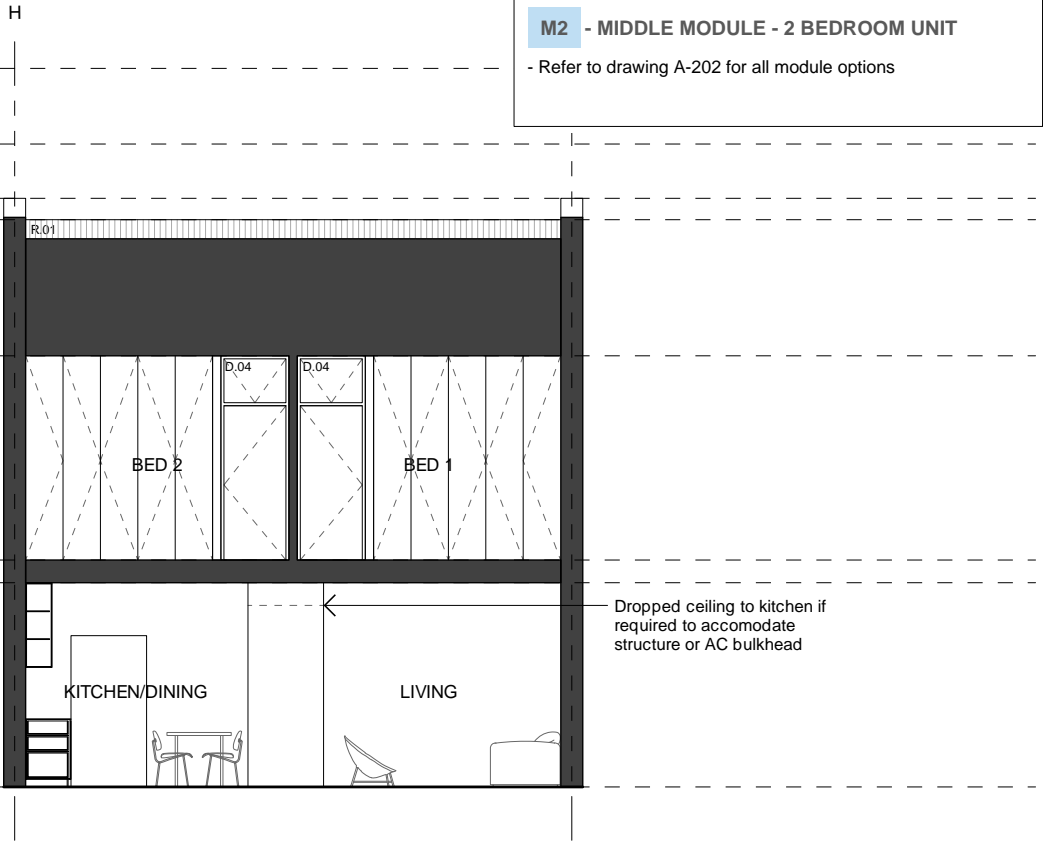 H
M2 - MIDDLE MODULE - 2 BEDROOM UNIT
- Refer to drawing A-202 for all module options
R.01
D.04 D.04
BED 2 BED 1
Dropped ceiling to kitchen if
required to accomodate
structure or AC bulkhead
KITCHEN/DINING LIVING